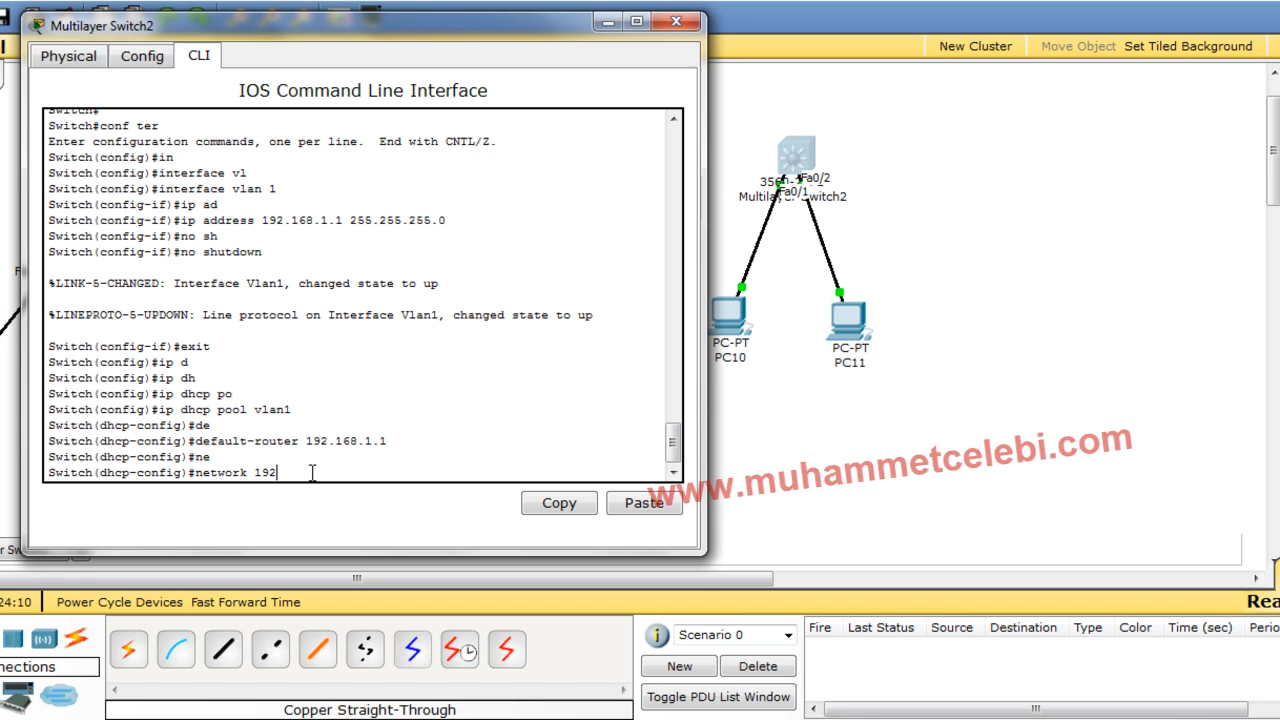 Multilayer Switch2
Physical
Config
CLI
IOS Command Line Interface
Switch#
Switch#conf ter
Enter configuration commands, one per line.  End with CNTL/Z.
Switch(config)#in
Switch(config)#interface vl
Switch(config)#interface vlan 1
Switch(config-if)#ip ad
Switch(config-if)#ip address 192.168.1.1 255.255.255.0
Switch(config-if)#no sh
Switch(config-if)#no shutdown
%LINK-5-CHANGED: Interface Vlan1, changed state to up
%LINEPROTO-5-UPDOWN: Line protocol on Interface Vlan1, changed state to up
Switch(config-if)#exit
Switch(config)#ip d
Switch(config)#ip dh
Switch(config)#ip dhcp po
Switch(config)#ip dhcp pool vlan1
Switch(dhcp-config)#de
Switch(dhcp-config)#default-router 192.168.1.1
Switch(dhcp-config)#ne
Switch(dhcp-config)#network 192
Copy
Paste
New Cluster
Move Object
Set Tiled Background
Fa0/2
Fa0/1
PC-PT
PC10
PC-PT
PC11
www.muhammetcelebi.com
24:10
Power Cycle Devices
Fast Forward Time
Scenario 0
New
Delete
Toggle PDU List Window
Fire
Last Status
Source
Destination
Type
Color
Time (sec)
Copper Straight-Through